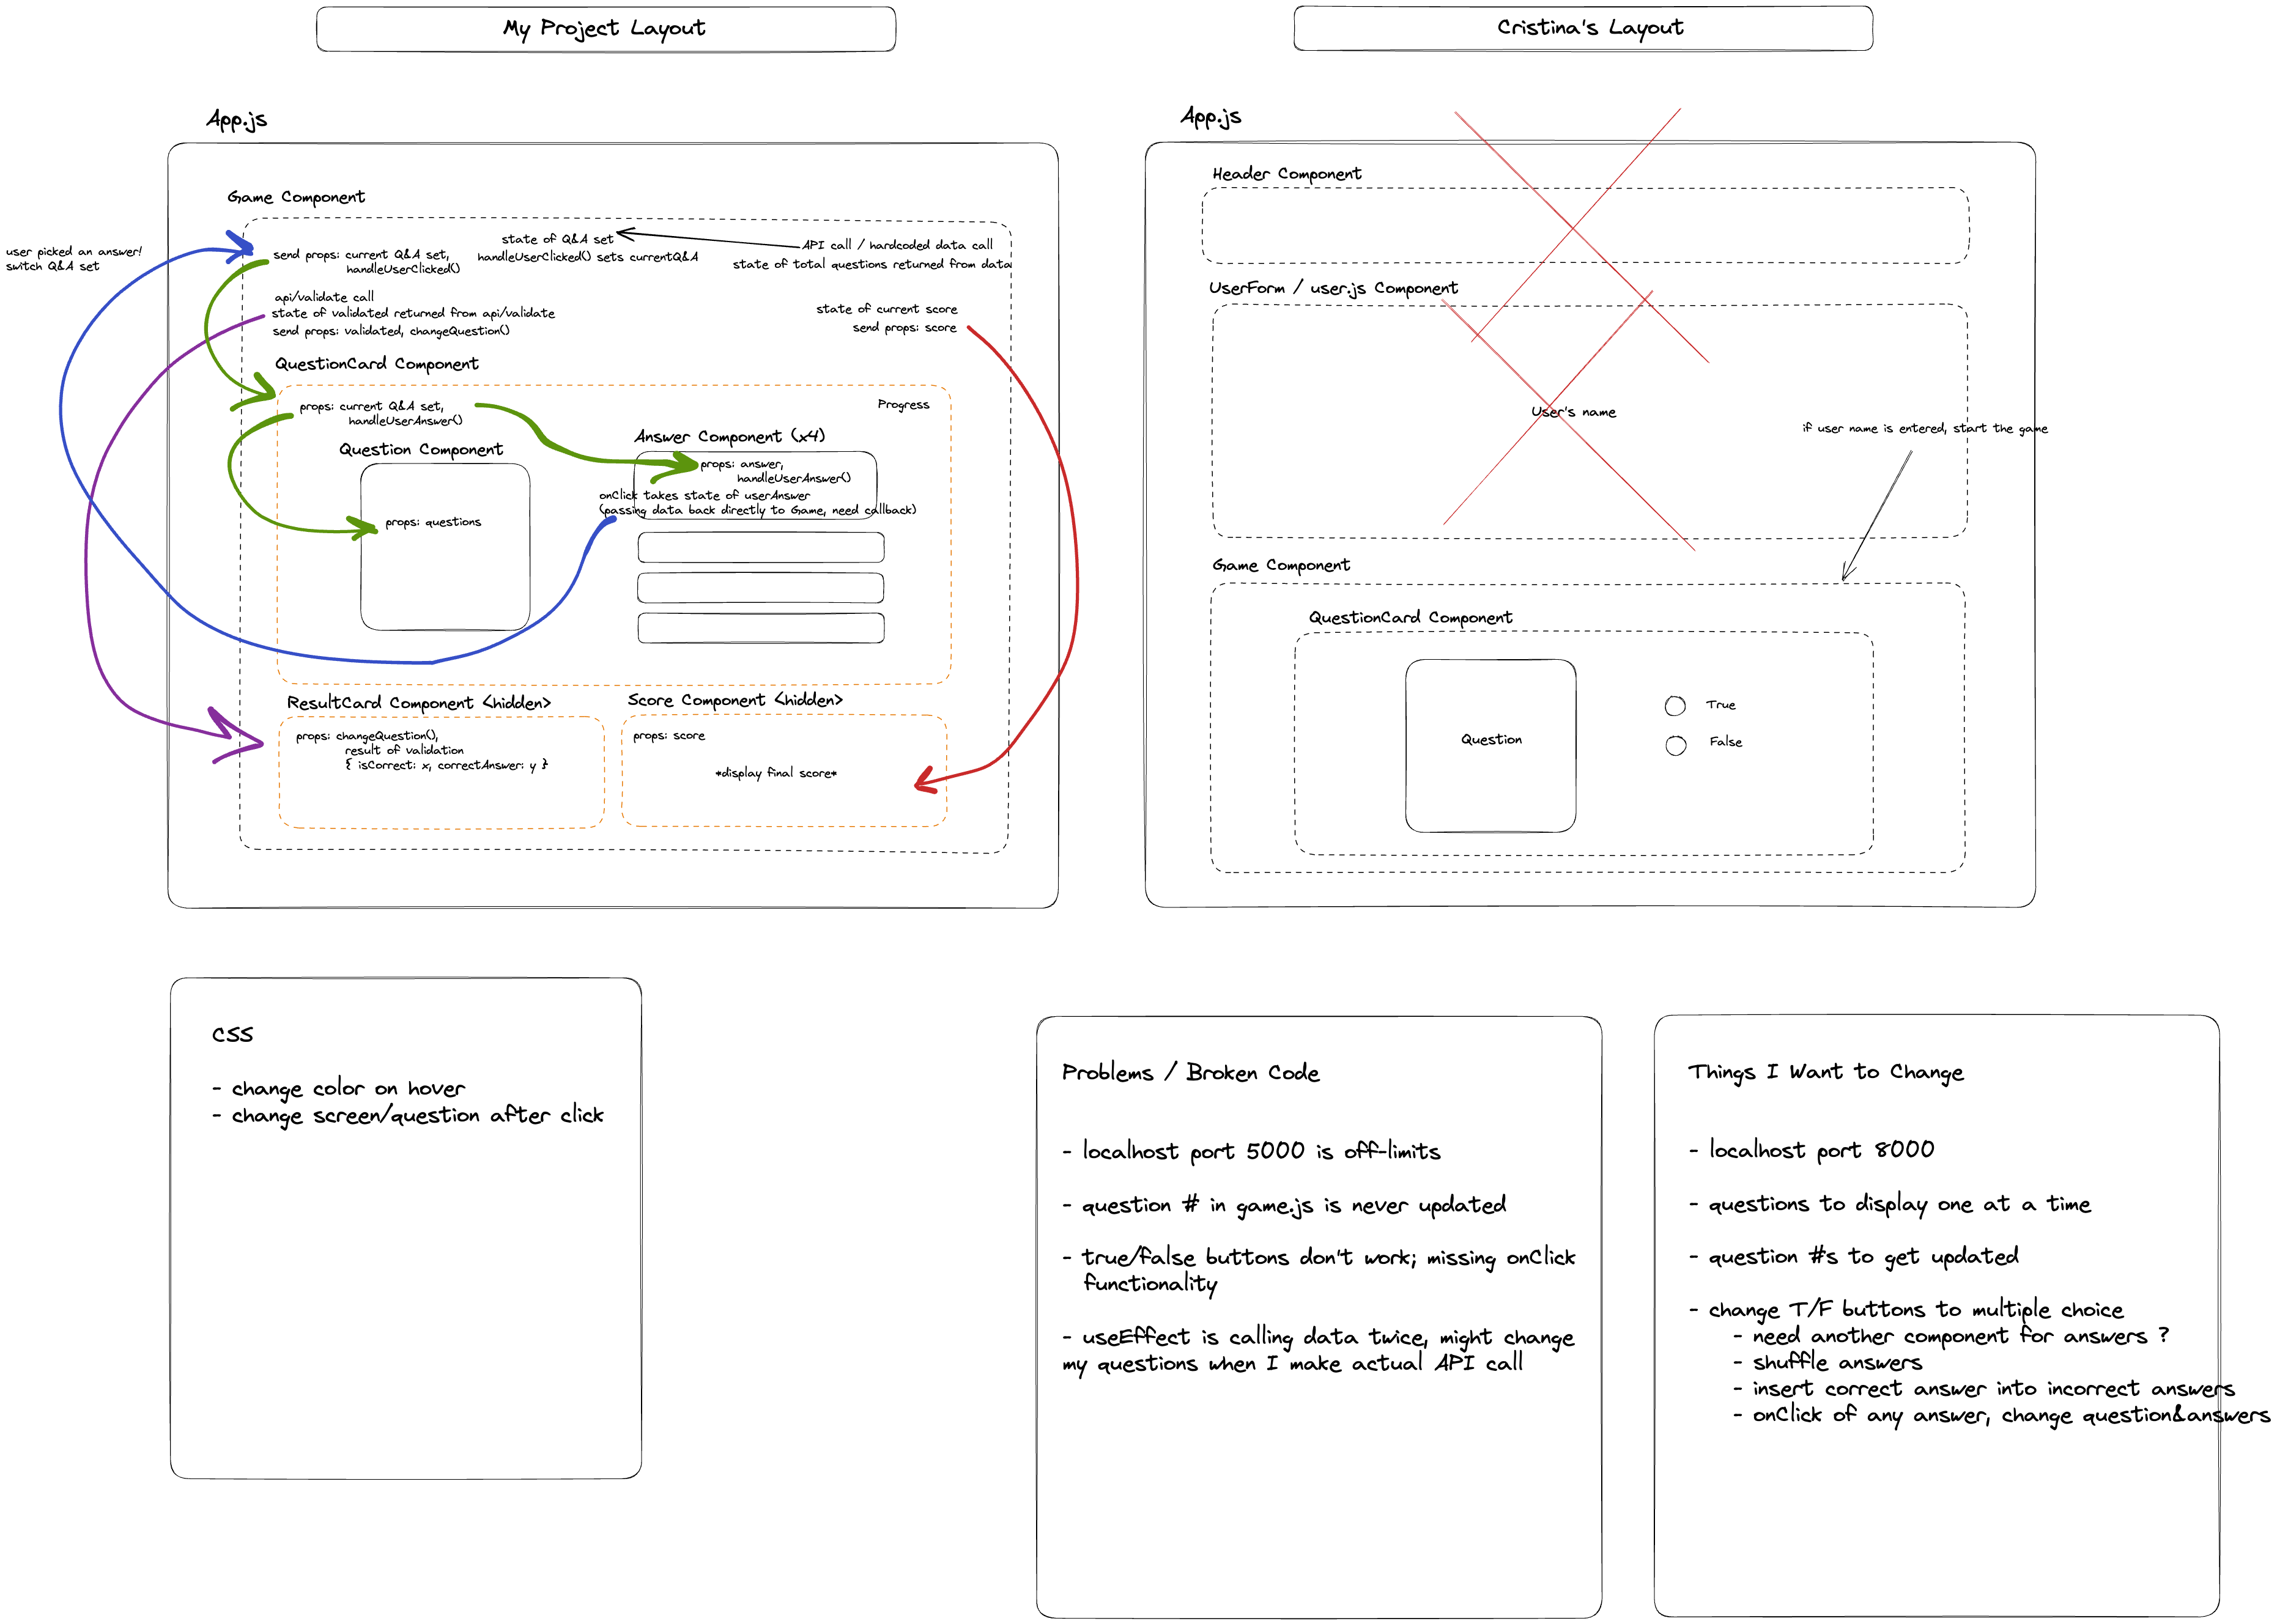 My Project Layout
App.js
Game Component
user picked an answer!
switch Q&A set
send props: current Q&A set,
handleUserClicked()
state of Q&A set
handleUserClicked() sets currentQ&A
API call / hardcoded data call
state of total questions returned from data
api/validate call
state of validated returned from api/validate
send props: validated, changeQuestion()
state of current score
send props: score
QuestionCard Component
props: current Q&A set,
handleUserAnswer()
Progress
Question Component
props: questions
Answer Component (x4)
props: answer,
handleUserAnswer()
onClick takes state of userAnswer
(passing data back directly to Game, need callback)
ResultCard Component <hidden>
props: changeQuestion(),
result of validation
{ isCorrect: x, correctAnswer: y }
Score Component <hidden>
props: score
*display final score*
Cristina's Layout
App.js
Header Component
UserForm / user.js Component
User's name
if user name is entered, start the game
Game Component
QuestionCard Component
Question
True
False
CSS
- change color on hover
- change screen/question after click
Problems / Broken Code
- localhost port 5000 is off-limits
- question # in game.js is never updated
- true/false buttons don't work; missing onClick
functionality
- useEffect is calling data twice, might change
my questions when I make actual API call
Things I Want to Change
- localhost port 8000
- questions to display one at a time
- question #s to get updated
- change T/F buttons to multiple choice
- need another component for answers ?
- shuffle answers
- insert correct answer into incorrect answers
- onClick of any answer, change question&answers